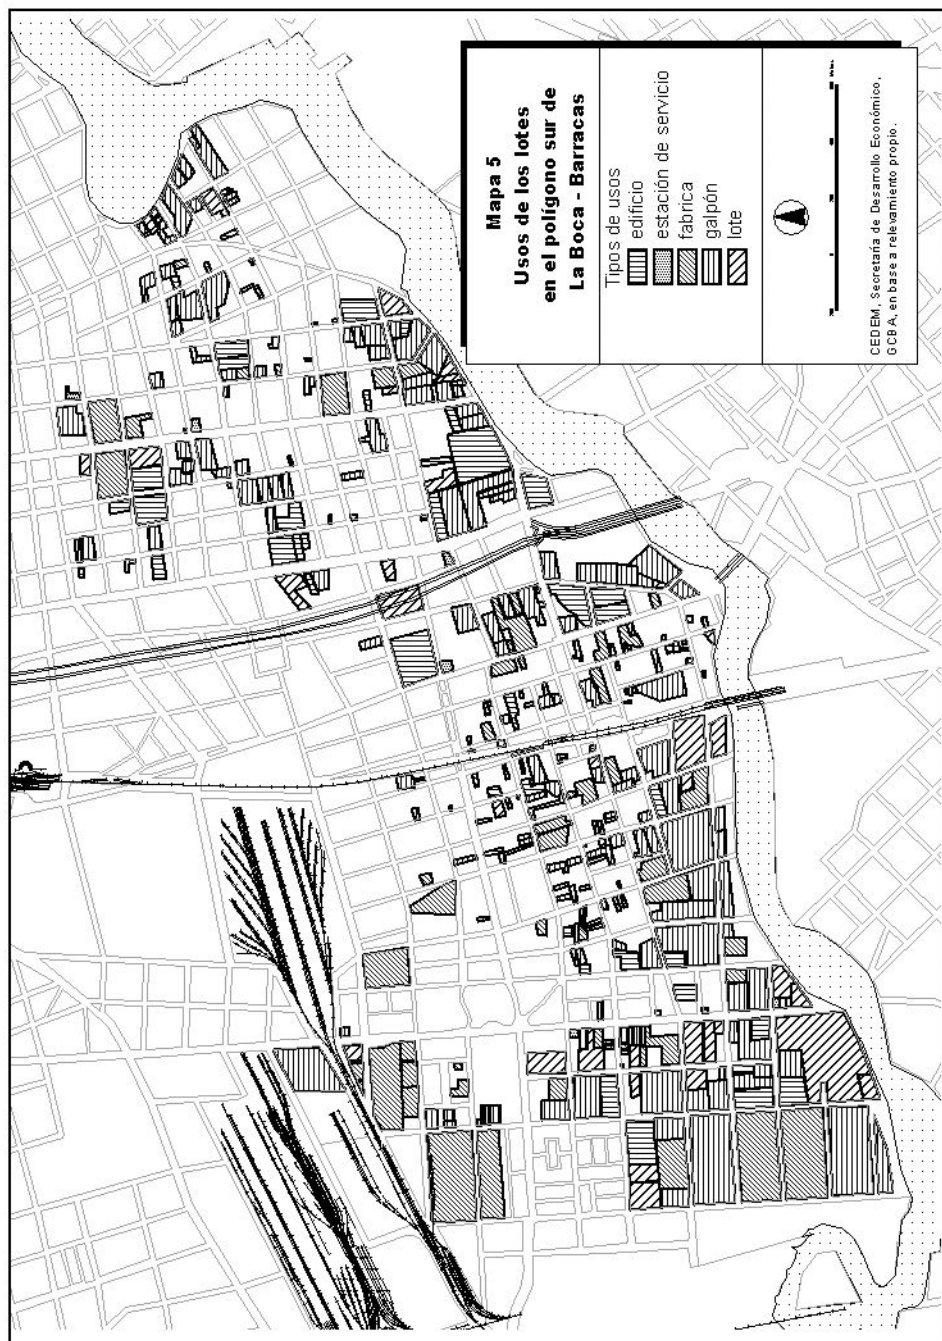 Mapa 5
Usos de los lotes
en el polígono sur de
La Boca - Barracas
Tipos de usos
edificio
estación de servicio
fabrica
galpón
lote
CEDEM, Secretaría de Desarrollo Económico,
GCBA, en base a relevamiento propio.